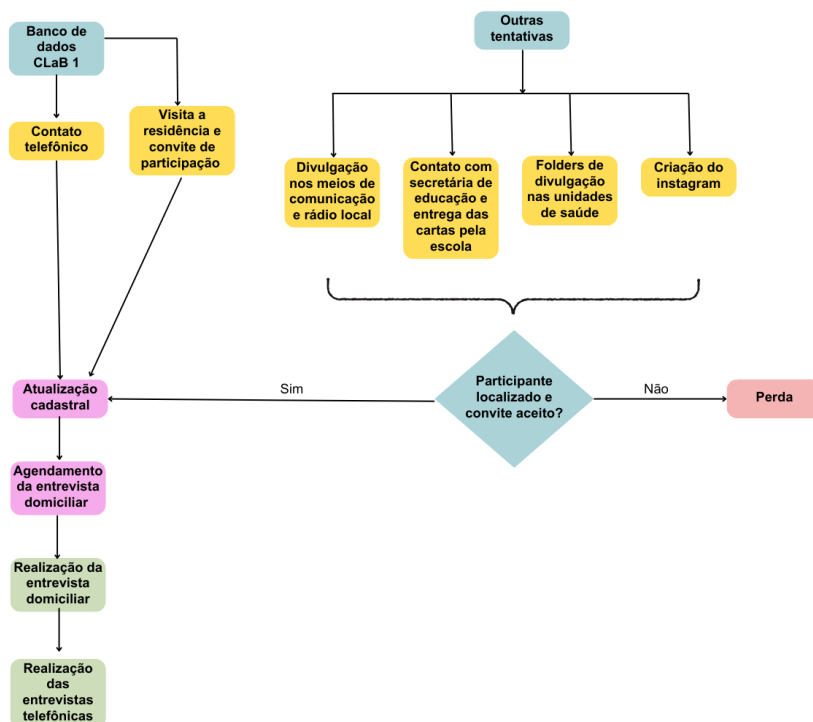 Banco de
dados
CLaB 1
Outras
tentativas
Contato
telefônico
Visita a
residência e
convite de
participação
Divulgação
nos meios de
comunicação
e rádio local
Contato com
secretária de
educação e
entrega das
cartas pela
escola
Folders de
divulgação
nas unidades
de saúde
Criação do
instagram
Atualização
cadastral
Sim
Participante
localizado e
convite aceito?
Não
Perda
Agendamento
da entrevista
domiciliar
Realização da
entrevista
domiciliar
Realização
das
entrevistas
telefônicas